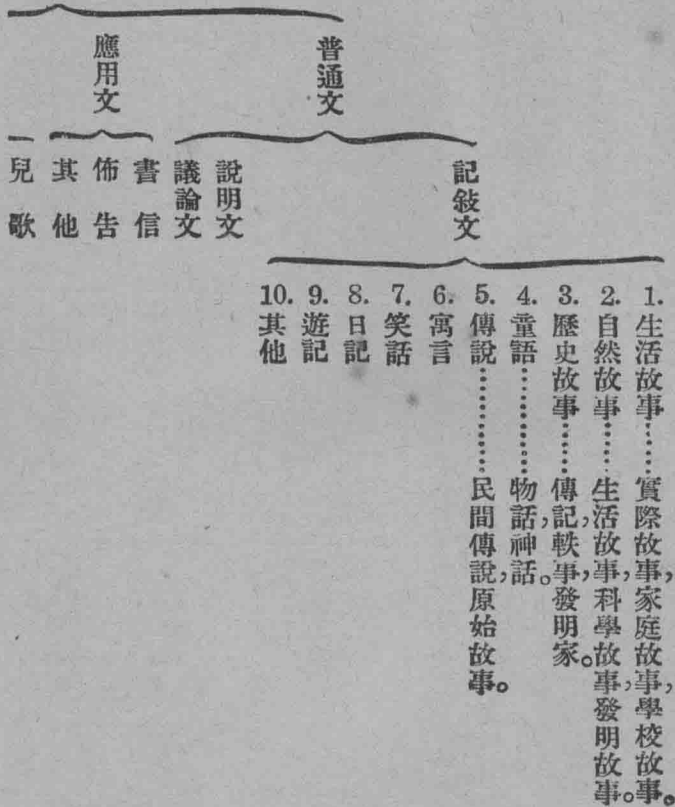 普通文
記敍文
1. 生活故事……實際故事,家庭故事,學校故事。
2. 自然故事……生活故事,科學故事,發明故事。
3. 歷史故事……傳記,軼事,發明家。
4. 童語………物話,神話。
5. 傳說………民間傳說,原始故事。
6. 寓言
7. 笑話
8. 日記
9. 遊記
10. 其他
說明文
議論文
應用文
書信
佈告
其他
兒歌